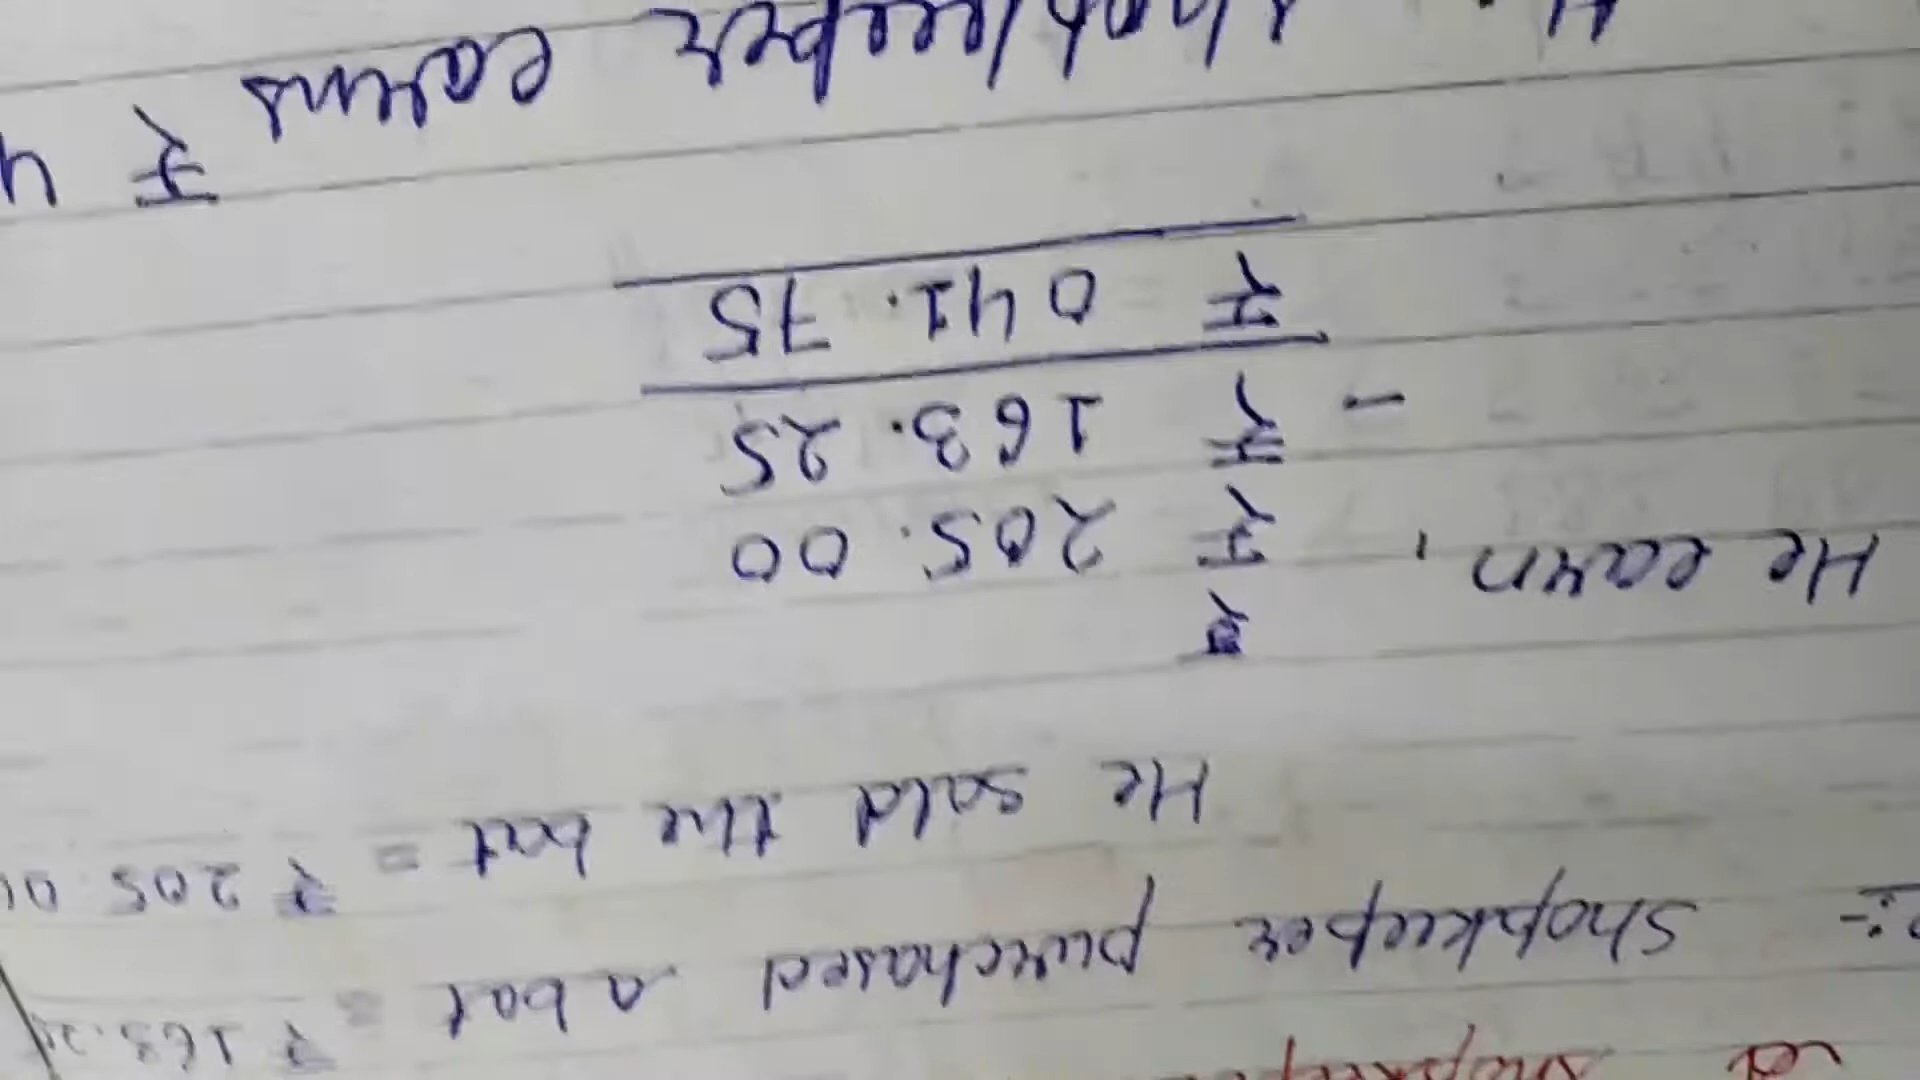 Shopkeeper purchased a bat = ₹ 163.2
He sold the bat = ₹ 205.00
₹
He earn, ₹ 205.00
- ₹ 163.25
₹ 041.75
shopkeeper earns ₹ 4